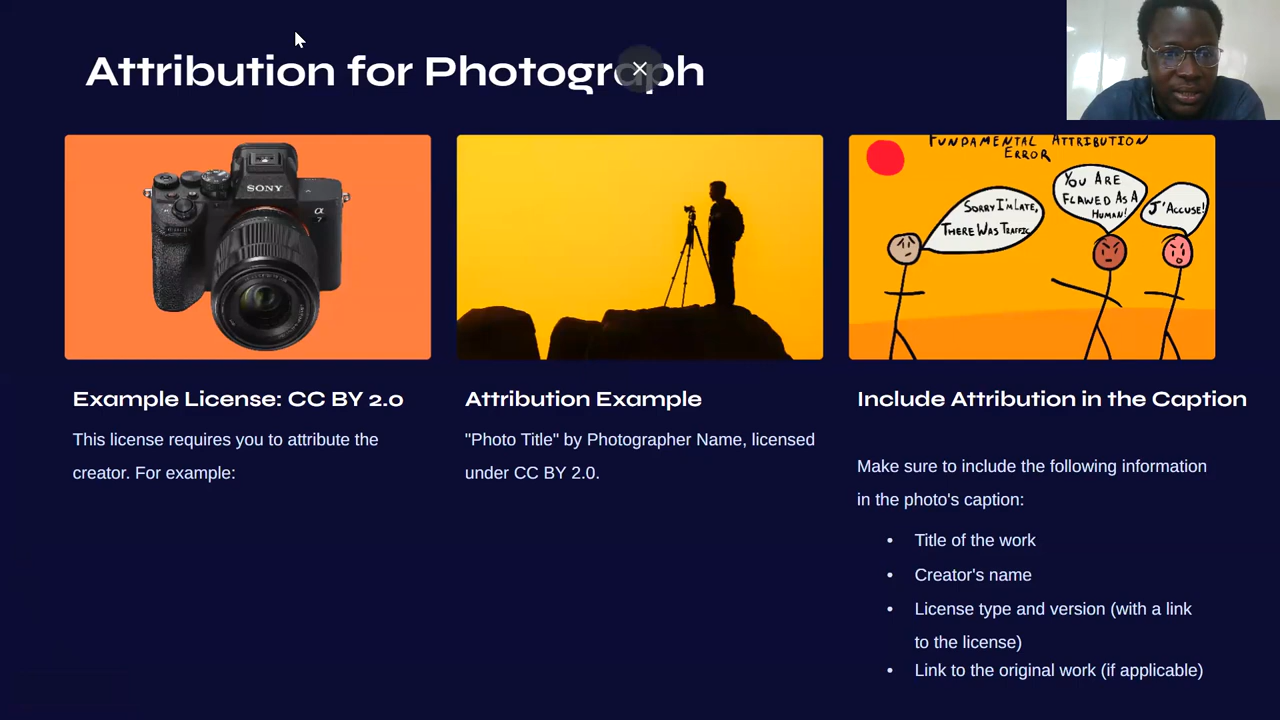 Attribution for Photograph
SONY
α
7
FUNDAMENTAL ATTRIBUTION
ERROR
SORRY I'M LATE,
THERE WAS TRAFFIC
YOU ARE
FLAWED AS A
HUMAN!
J'ACCUSE!
Example License: CC BY 2.0
This license requires you to attribute the
creator. For example:
Attribution Example
"Photo Title" by Photographer Name, licensed
under CC BY 2.0.
Include Attribution in the Caption
Make sure to include the following information
in the photo's caption:
• Title of the work
• Creator's name
• License type and version (with a link
to the license)
• Link to the original work (if applicable)